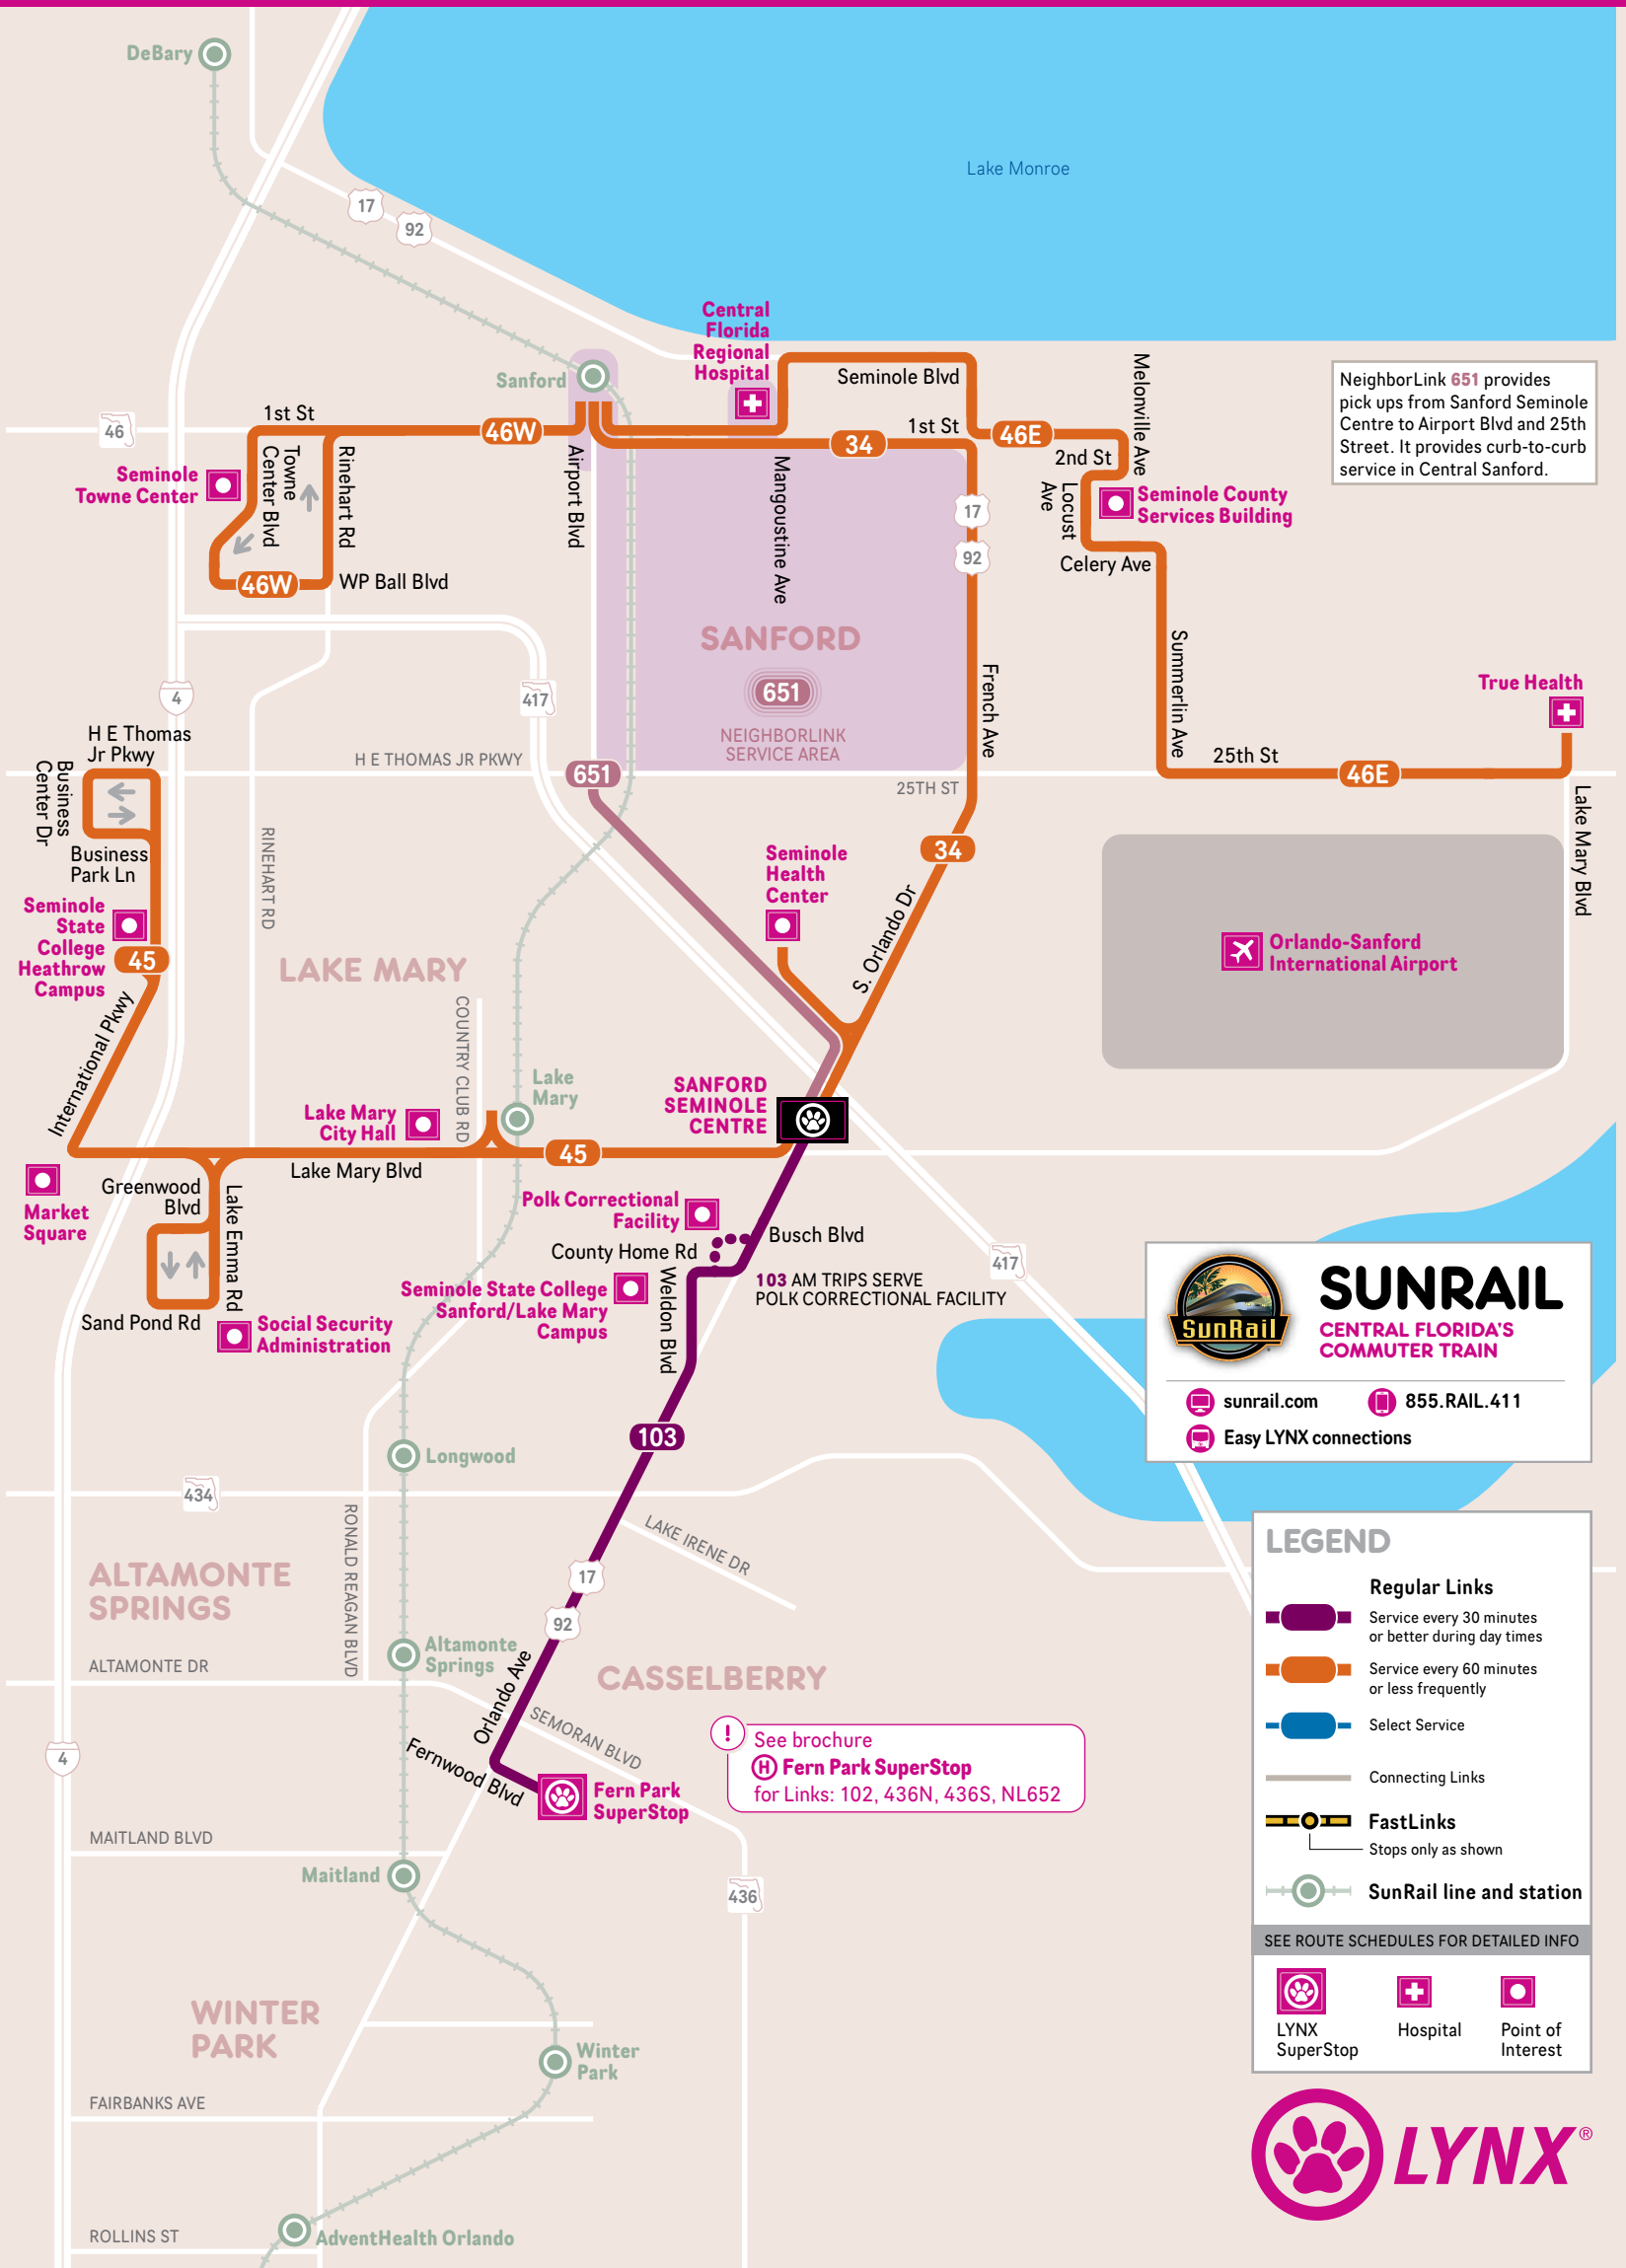 DeBary
17
92
Lake Monroe
Central
Florida
Regional
Hospital
Sanford
Seminole Blvd
1st St
46
46W
1st St
34
46E
Melonville Ave
2nd St
NeighborLink 651 provides
pick ups from Sanford Seminole
Centre to Airport Blvd and 25th
Street. It provides curb-to-curb
service in Central Sanford.
Seminole
Towne Center
Towne
Center Blvd
Rinehart Rd
Airport Blvd
Mangoustine Ave
17
92
Locust
Ave
Seminole County
Services Building
Celery Ave
46W
WP Ball Blvd
SANFORD
651
NEIGHBORLINK
SERVICE AREA
French Ave
Summerlin Ave
True Health
4
417
H E Thomas
Jr Pkwy
H E THOMAS JR PKWY
651
25TH ST
25th St
46E
Business
Center Dr
Business
Park Ln
RINEHART RD
34
Lake Mary Blvd
Seminole
Health
Center
Seminole
State
College
Heathrow
Campus
45
LAKE MARY
S. Orlando Dr
Orlando-Sanford
International Airport
International Pkwy
COUNTRY CLUB RD
Lake
Mary
SANFORD
SEMINOLE
CENTRE
Lake Mary
City Hall
45
Lake Mary Blvd
Market
Square
Greenwood
Blvd
Lake Emma Rd
Polk Correctional
Facility
Busch Blvd
County Home Rd
417
103 AM TRIPS SERVE
POLK CORRECTIONAL FACILITY
Seminole State College
Sanford/Lake Mary
Campus
Weldon Blvd
Sand Pond Rd
Social Security
Administration
SunRail
SUNRAIL
CENTRAL FLORIDA'S
COMMUTER TRAIN
sunrail.com
855.RAIL.411
Easy LYNX connections
103
Longwood
434
RONALD REAGAN BLVD
LAKE IRENE DR
17
92
ALTAMONTE
SPRINGS
Altamonte
Springs
ALTAMONTE DR
Orlando Ave
CASSELBERRY
SEMORAN BLVD
4
Fernwood Blvd
Fern Park
SuperStop
!
See brochure
H Fern Park SuperStop
for Links: 102, 436N, 436S, NL652
MAITLAND BLVD
Maitland
436
WINTER
PARK
Winter
Park
FAIRBANKS AVE
ROLLINS ST
AdventHealth Orlando
LEGEND
Regular Links
Service every 30 minutes
or better during day times
Service every 60 minutes
or less frequently
Select Service
Connecting Links
FastLinks
Stops only as shown
SunRail line and station
SEE ROUTE SCHEDULES FOR DETAILED INFO
LYNX
SuperStop
Hospital
Point of
Interest
LYNX®